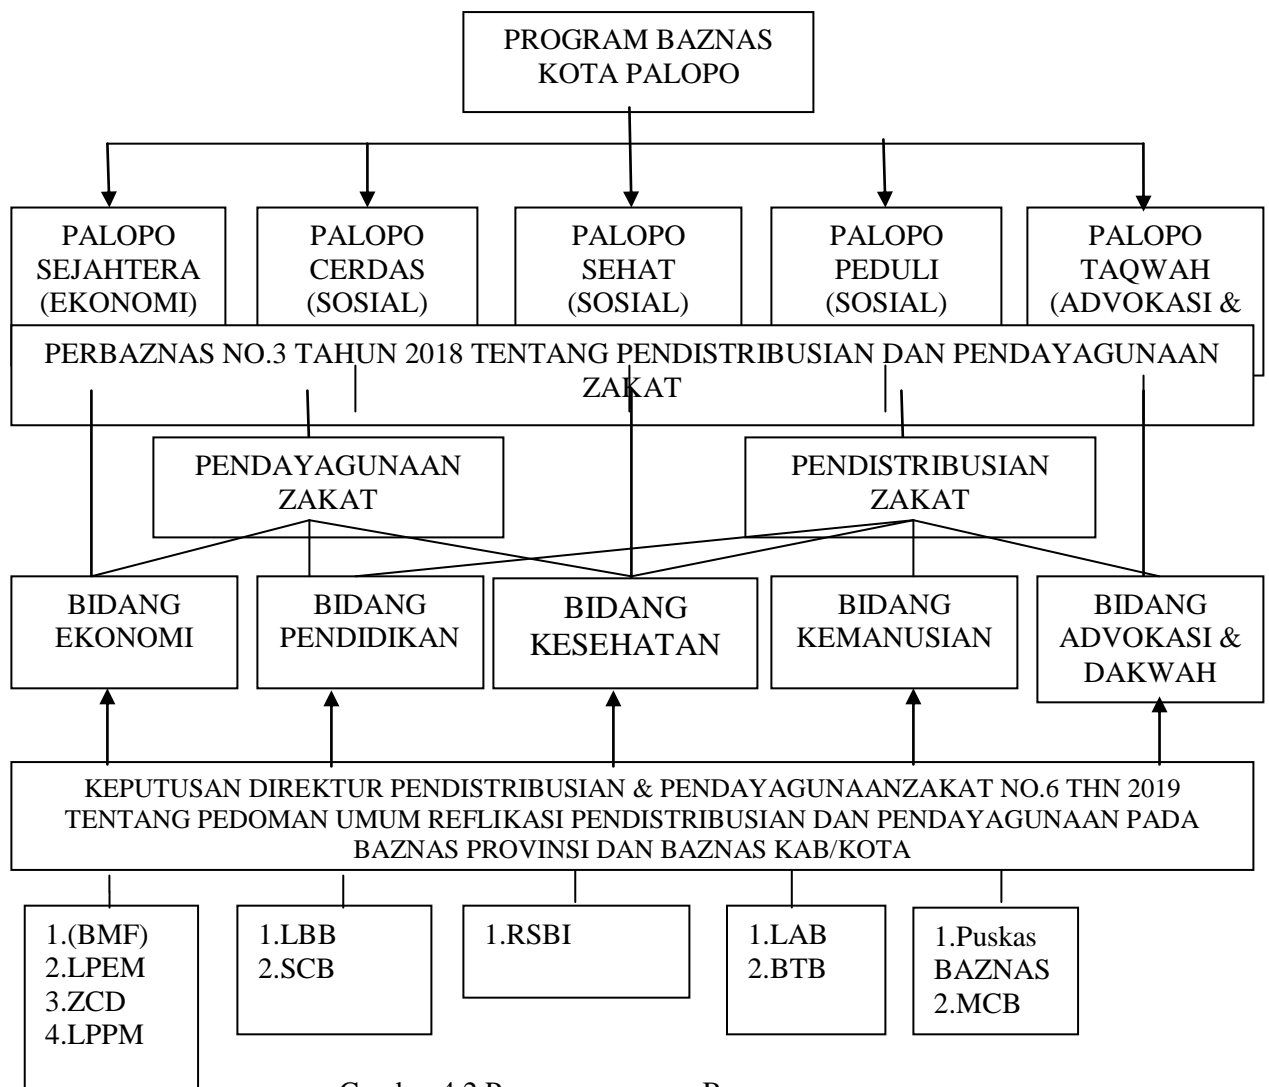 PROGRAM BAZNAS
KOTA PALOPO
PALOPO
SEJAHTERA
(EKONOMI)
PALOPO
CERDAS
(SOSIAL)
PALOPO
SEHAT
(SOSIAL)
PALOPO
PEDULI
(SOSIAL)
PALOPO
TAQWAH
(ADVOKASI &
PERBAZNAS NO.3 TAHUN 2018 TENTANG PENDISTRIBUSIAN DAN PENDAYAGUNAAN
ZAKAT
PENDAYAGUNAAN
ZAKAT
PENDISTRIBUSIAN
ZAKAT
BIDANG
EKONOMI
BIDANG
PENDIDIKAN
BIDANG
KESEHATAN
BIDANG
KEMANUSIAN
BIDANG
ADVOKASI &
DAKWAH
KEPUTUSAN DIREKTUR PENDISTRIBUSIAN & PENDAYAGUNAANZAKAT NO.6 THN 2019
TENTANG PEDOMAN UMUM REFLIKASI PENDISTRIBUSIAN DAN PENDAYAGUNAAN PADA
BAZNAS PROVINSI DAN BAZNAS KAB/KOTA
1.(BMF)
2.LPEM
3.ZCD
4.LPPM
1.LBB
2.SCB
1.RSBI
1.LAB
2.BTB
1.Puskas
BAZNAS
2.MCB